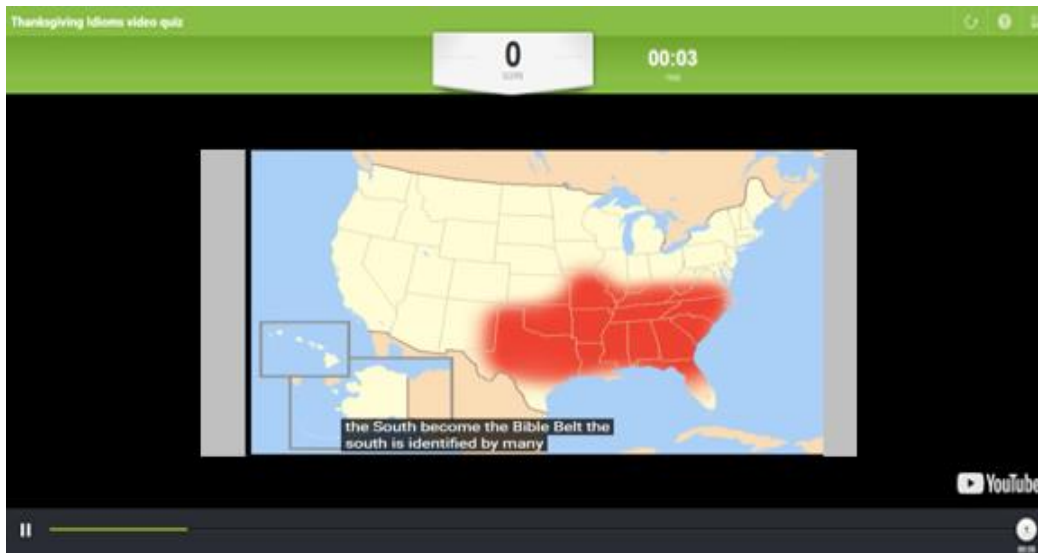 Thanksgiving Idioms video quiz
0
SCORE
00:03
the South become the Bible Belt the
south is identified by many
YouTube